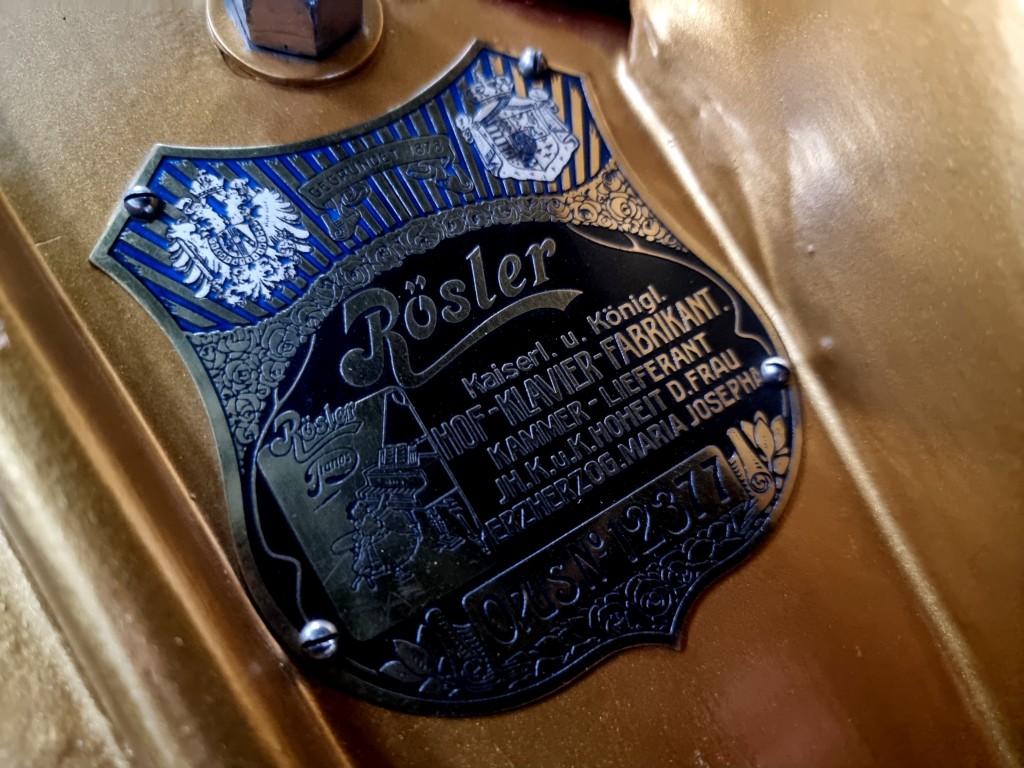 GEGRÜNDET 1878
Rösler
Kaiserl. u. Königl.
HOF-KLAVIER-FABRIKANT.
KAMMER-LIEFERANT
JH.K.u.K.HOHEIT D.FRAU
ERZHERZOG.MARIA JOSEPHA
Rösler
Pianos
OPUS Nº 12377